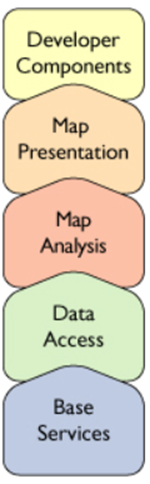 Developer
Components
Map
Presentation
Map
Analysis
Data
Access
Base
Services